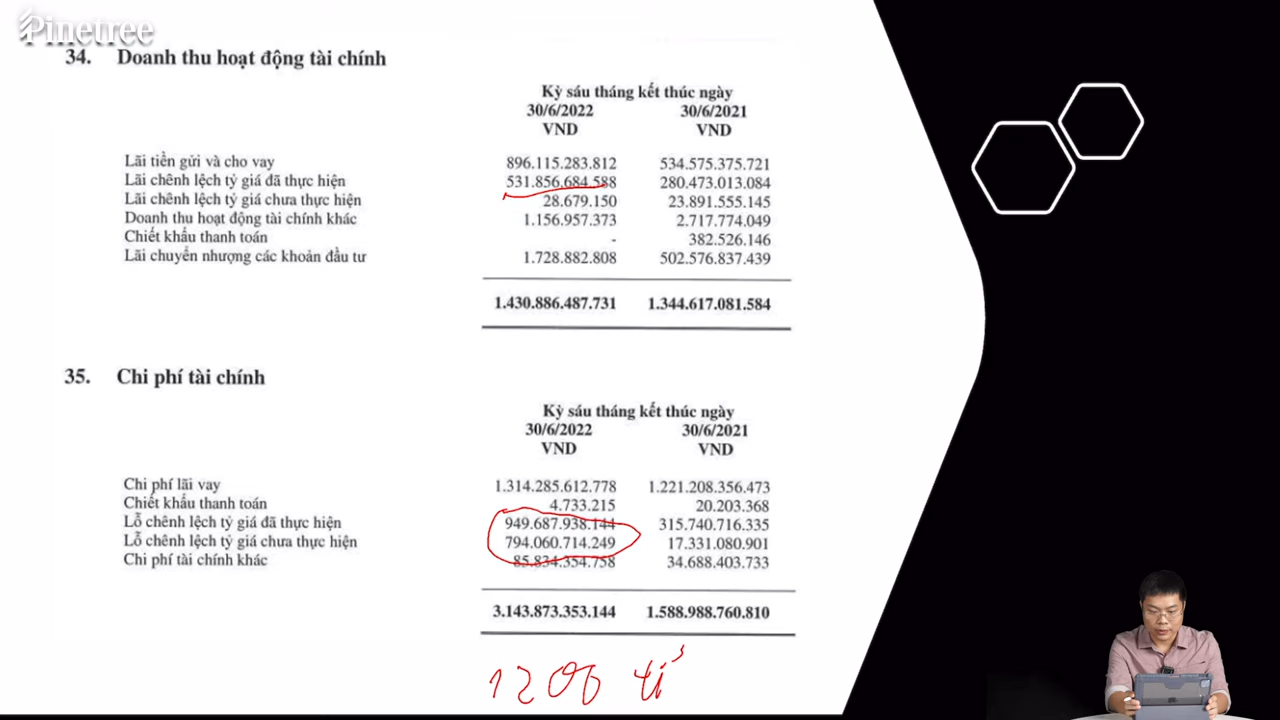 Pinetree
34. Doanh thu hoạt động tài chính
Kỳ sáu tháng kết thúc ngày
30/6/2022 30/6/2021
VND VND
Lãi tiền gửi và cho vay 896.115.283.812 534.575.375.721
Lãi chênh lệch tỷ giá đã thực hiện 531.856.684.588 280.473.013.084
Lãi chênh lệch tỷ giá chưa thực hiện 28.679.150 23.891.555.145
Doanh thu hoạt động tài chính khác 1.156.957.373 2.717.774.049
Chiết khấu thanh toán - 382.526.146
Lãi chuyển nhượng các khoản đầu tư 1.728.882.808 502.576.837.439
1.430.886.487.731 1.344.617.081.584
35. Chi phí tài chính
Kỳ sáu tháng kết thúc ngày
30/6/2022 30/6/2021
VND VND
Chi phí lãi vay 1.314.285.612.778 1.221.208.356.473
Chiết khấu thanh toán 4.733.215 20.203.368
Lỗ chênh lệch tỷ giá đã thực hiện 949.687.938.144 315.740.716.335
Lỗ chênh lệch tỷ giá chưa thực hiện 794.060.714.249 17.331.080.901
Chi phí tài chính khác 85.834.354.758 34.688.403.733
3.143.873.353.144 1.588.988.760.810
1206 tỉ